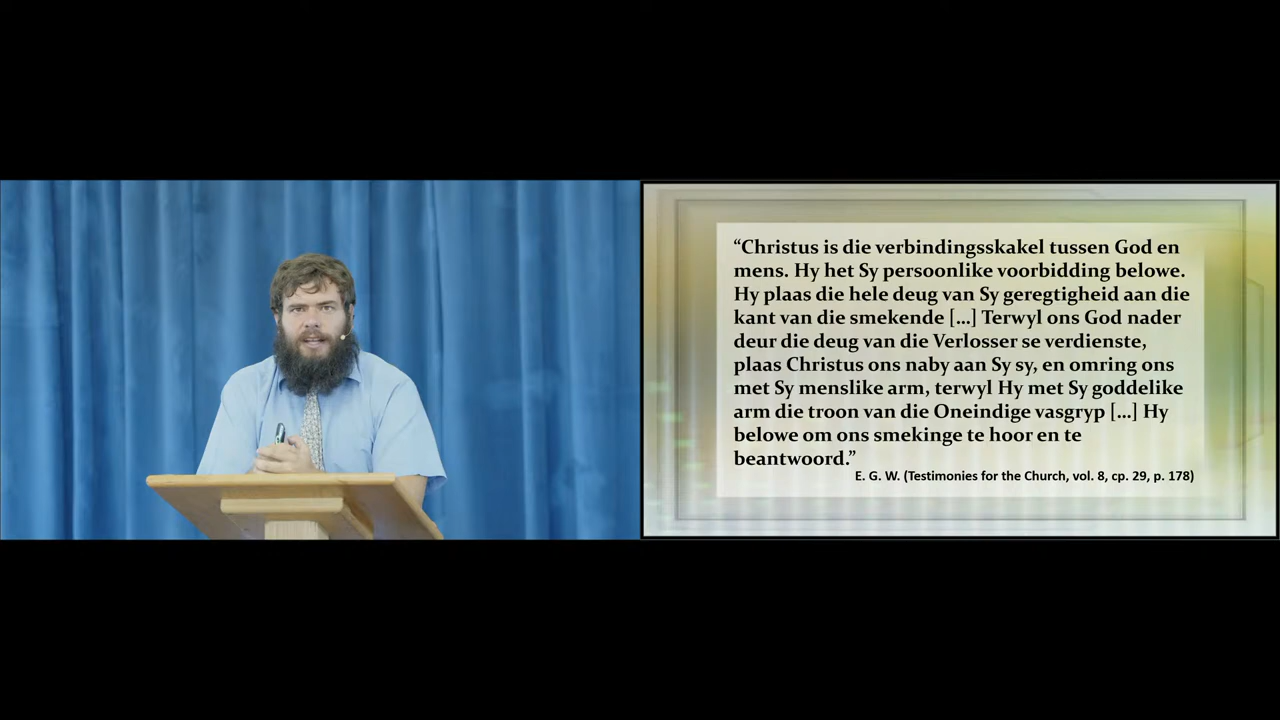 “Christus is die verbindingsskakel tussen God en
mens. Hy het Sy persoonlike voorbidding belowe.
Hy plaas die hele deug van Sy geregtigheid aan die
kant van die smekende [...] Terwyl ons God nader
deur die deug van die Verlosser se verdienste,
plaas Christus ons naby aan Sy sy, en omring ons
met Sy menslike arm, terwyl Hy met Sy goddelike
arm die troon van die Oneindige vasgryp [...] Hy
belowe om ons smekinge te hoor en te
beantwoord.”
E. G. W. (Testimonies for the Church, vol. 8, cp. 29, p. 178)